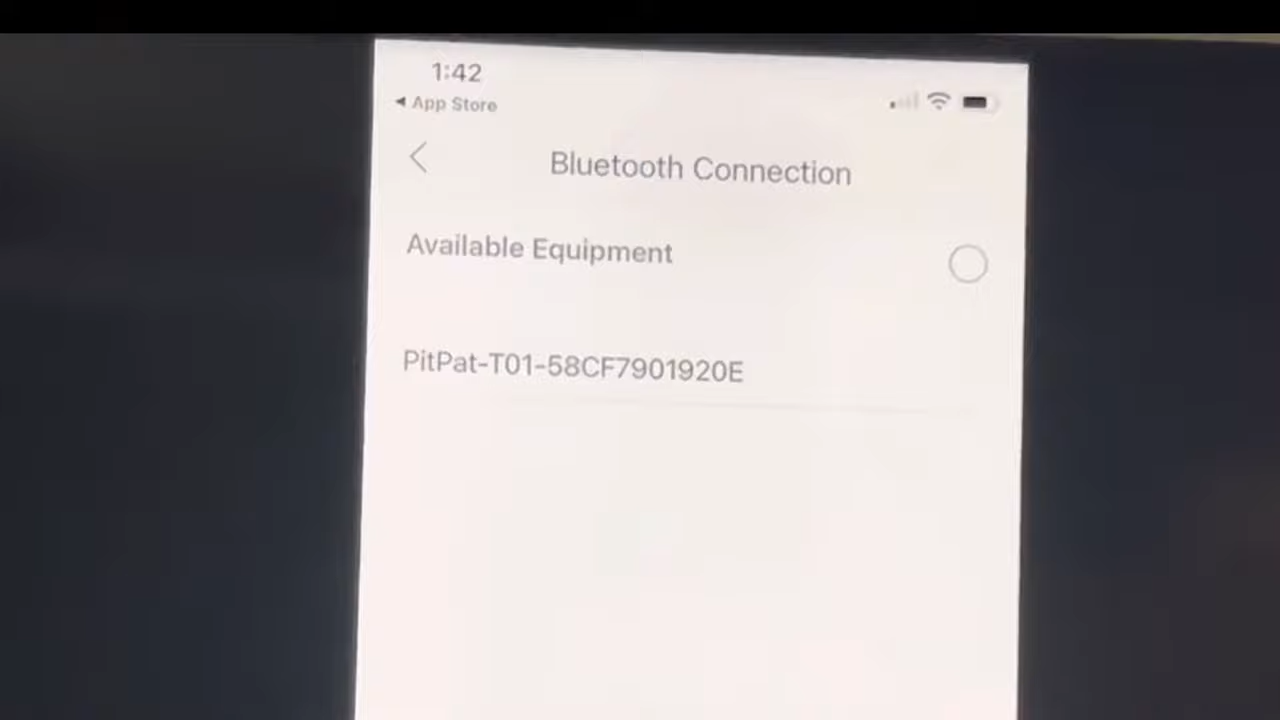 1:42
◀ App Store
Bluetooth Connection
Available Equipment
PitPat-T01-58CF7901920E